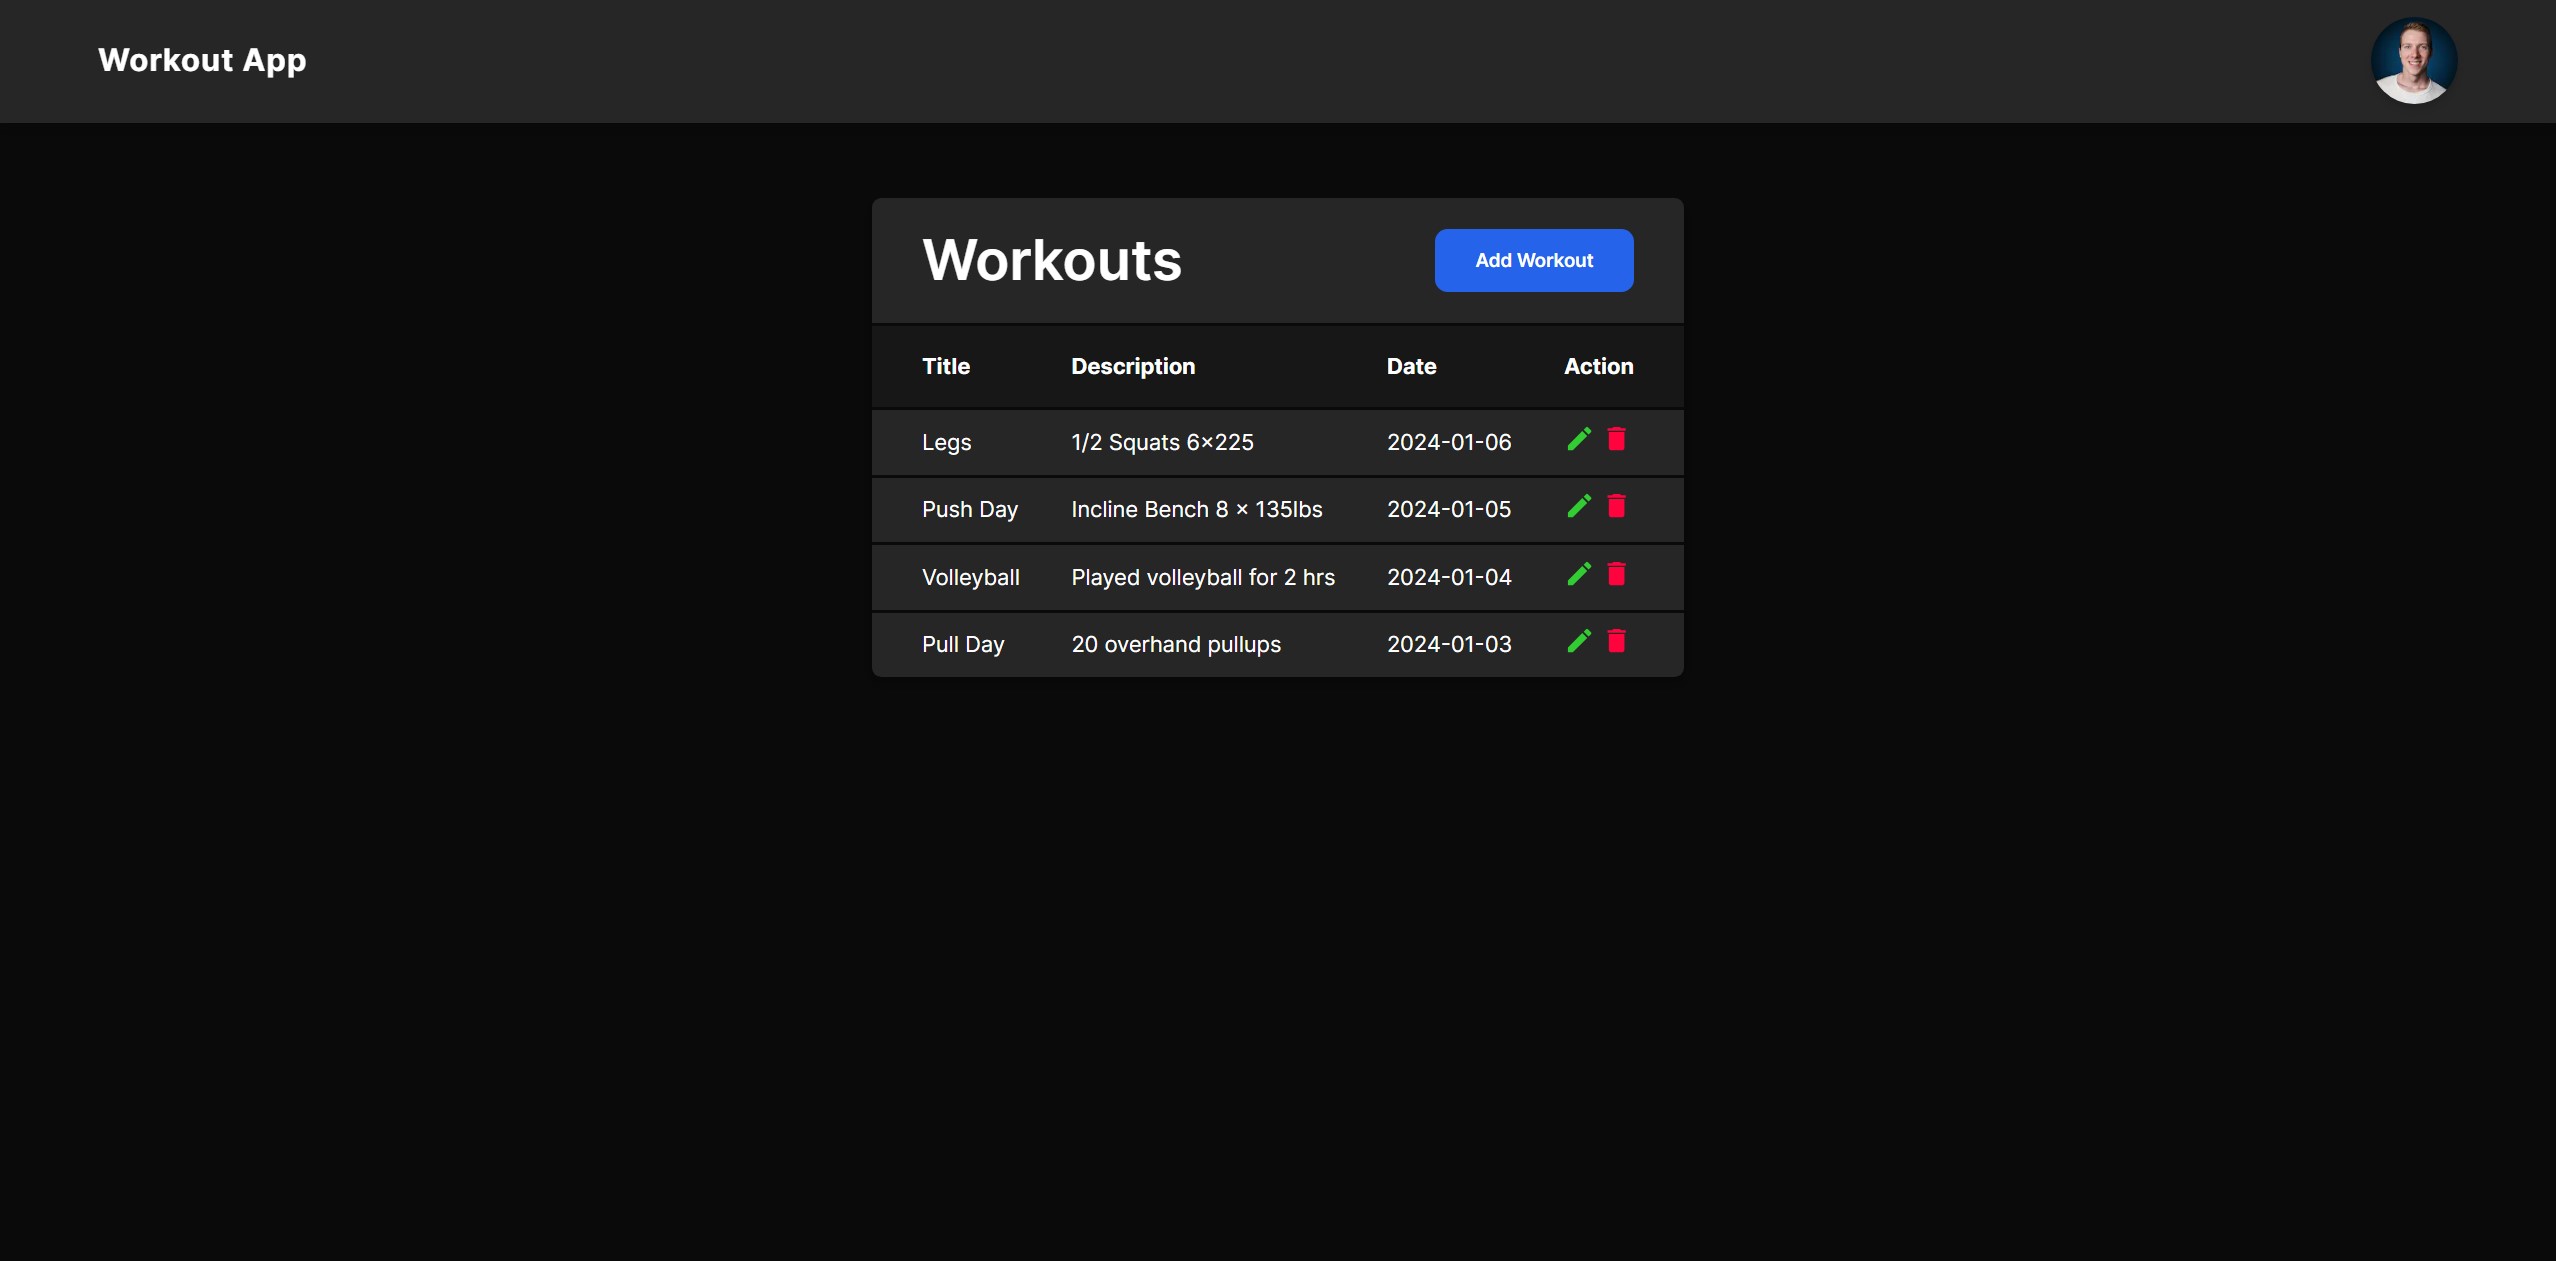 Workout App
Workouts
Add Workout
Title Description Date Action
Legs 1/2 Squats 6×225 2024-01-06
Push Day Incline Bench 8 × 135lbs 2024-01-05
Volleyball Played volleyball for 2 hrs 2024-01-04
Pull Day 20 overhand pullups 2024-01-03